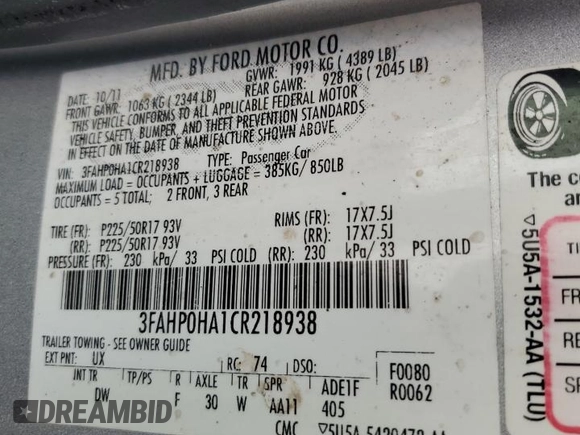 MFD. BY FORD MOTOR CO.
DATE: 10/11 GVWR: 1991 KG ( 4389 LB)
FRONT GAWR: 1063 KG ( 2344 LB) REAR GAWR: 928 KG ( 2045 LB)
THIS VEHICLE CONFORMS TO ALL APPLICABLE FEDERAL MOTOR
VEHICLE SAFETY, BUMPER, AND THEFT PREVENTION STANDARDS
IN EFFECT ON THE DATE OF MANUFACTURE SHOWN ABOVE.
VIN: 3FAHP0HA1CR218938 TYPE: Passenger Car
MAXIMUM LOAD = OCCUPANTS + LUGGAGE = 385KG/ 850LB
OCCUPANTS = 5 TOTAL; 2 FRONT, 3 REAR
TIRE (FR): P225/50R17 93V RIMS (FR): 17X7.5J
(RR): P225/50R17 93V (RR): 17X7.5J
PRESSURE (FR): 230 kPa/ 33 PSI COLD (RR): 230 kPa/ 33 PSI COLD
3FAHP0HA1CR218938
TRAILER TOWING - SEE OWNER GUIDE
EXT PNT: UX RC: 74 DSO: F0080
R0062
INT TR TP/PS R AXLE TR SPR ADE1F
DW F 30 W AA11 405
CMC
The co
an
5U5A-1532-AA (TLU)
FR
RE
DREAMBID